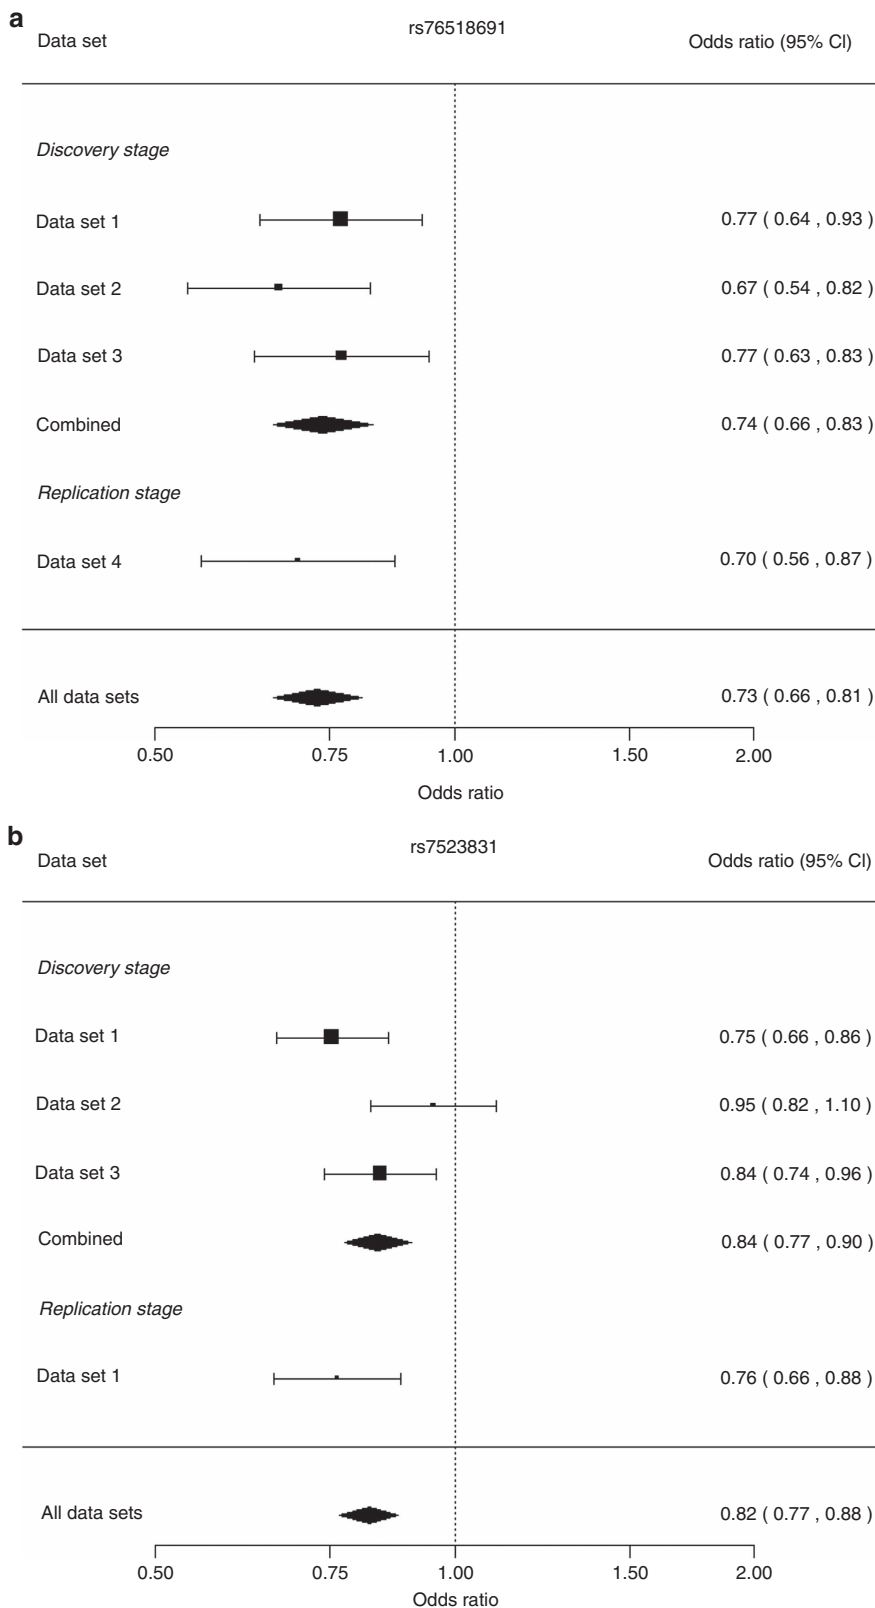 a
rs76518691
Data set Odds ratio (95% CI)
Discovery stage
Data set 1 0.77 ( 0.64 , 0.93 )
Data set 2 0.67 ( 0.54 , 0.82 )
Data set 3 0.77 ( 0.63 , 0.83 )
Combined 0.74 ( 0.66 , 0.83 )
Replication stage
Data set 4 0.70 ( 0.56 , 0.87 )
All data sets 0.73 ( 0.66 , 0.81 )
0.50 0.75 1.00 1.50 2.00
Odds ratio
b
rs7523831
Data set Odds ratio (95% CI)
Discovery stage
Data set 1 0.75 ( 0.66 , 0.86 )
Data set 2 0.95 ( 0.82 , 1.10 )
Data set 3 0.84 ( 0.74 , 0.96 )
Combined 0.84 ( 0.77 , 0.90 )
Replication stage
Data set 1 0.76 ( 0.66 , 0.88 )
All data sets 0.82 ( 0.77 , 0.88 )
0.50 0.75 1.00 1.50 2.00
Odds ratio